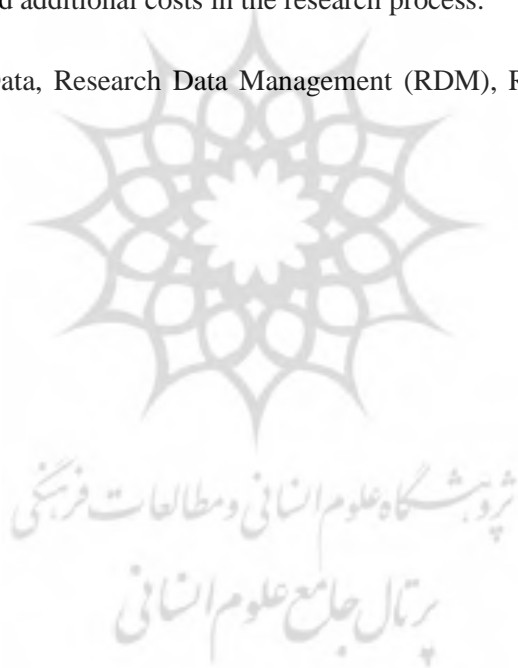 d additional costs in the research process.
ata, Research Data Management (RDM), R
پژوهشگاه علوم انسانی و مطالعات فرهنگی
پرتال جامع علوم انسانی